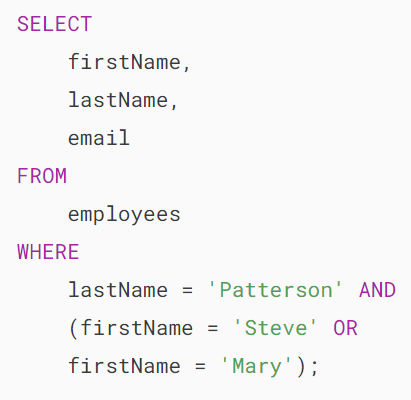 SELECT
    firstName,
    lastName,
    email
FROM
    employees
WHERE
    lastName = 'Patterson' AND
    (firstName = 'Steve' OR
    firstName = 'Mary');